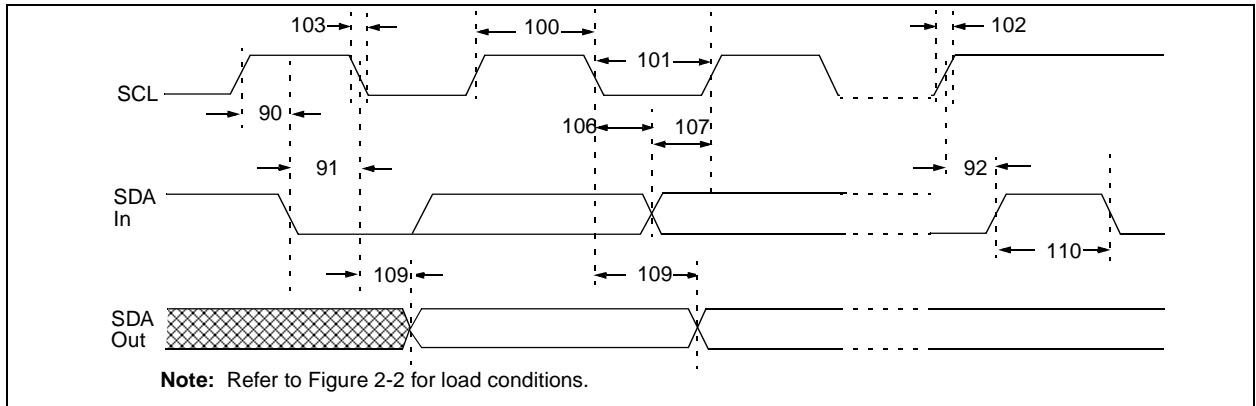 103 100 102
101
SCL
90 106 107
91 92
SDA
In
110
109 109
SDA
Out
Note: Refer to Figure 2-2 for load conditions.